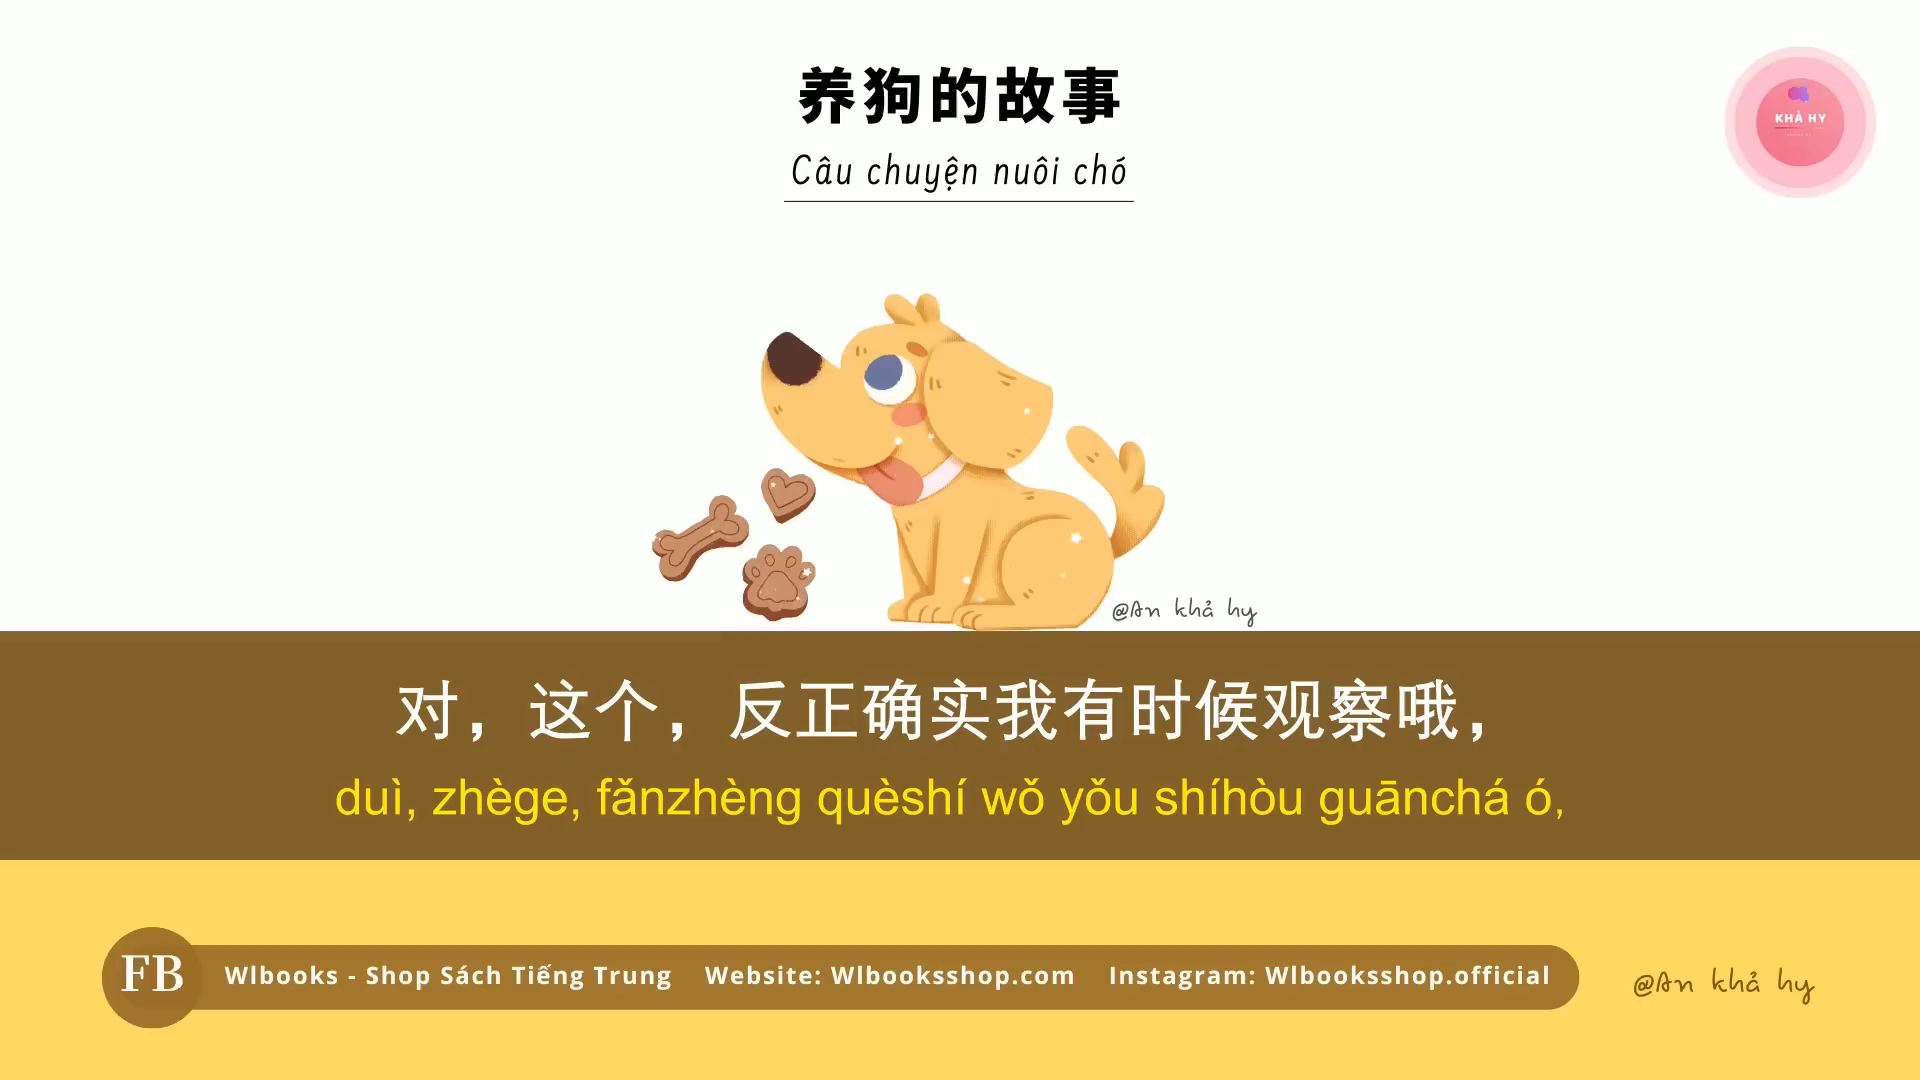 养狗的故事
Câu chuyện nuôi chó
KHẢ HY
@An khả hy
对，这个，反正确实我有时候观察哦，
duì, zhège, fǎnzhèng quèshí wǒ yǒu shíhòu guānchá ó,
FB Wlbooks - Shop Sách Tiếng Trung Website: Wlbooksshop.com Instagram: Wlbooksshop.official
@An khả hy